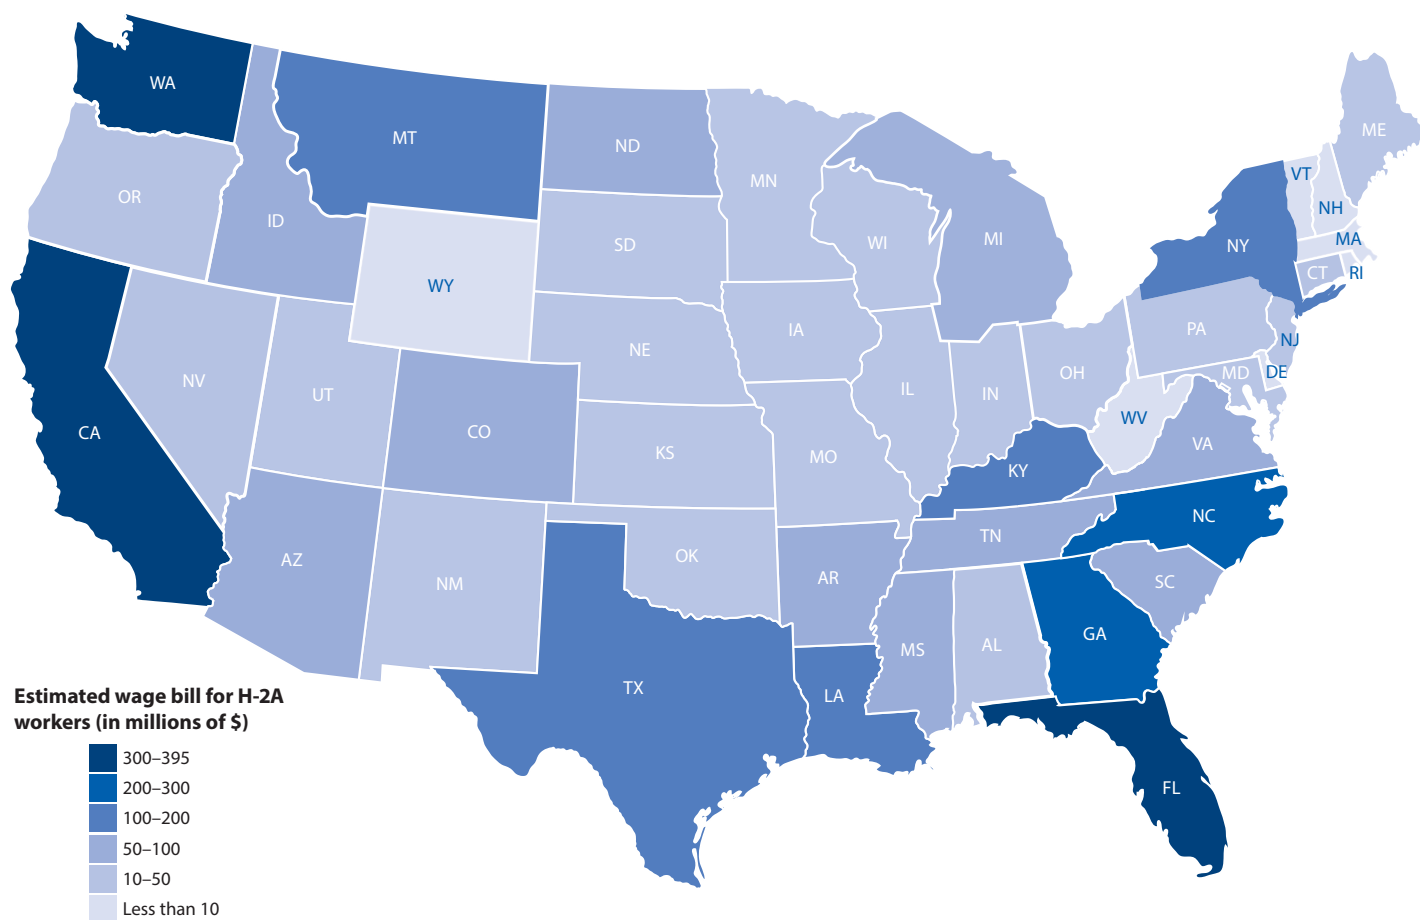 WA
MT
ND
MN
ME
OR
ID
SD
WI
MI
VT
NH
NY
MA
WY
CT
RI
NV
UT
NE
IA
PA
NJ
CO
KS
MO
IL
IN
OH
MD
DE
CA
WV
VA
KY
AZ
NM
OK
AR
TN
NC
SC
TX
LA
MS
AL
GA
FL
Estimated wage bill for H-2A
workers (in millions of $)
300–395
200–300
100–200
50–100
10–50
Less than 10